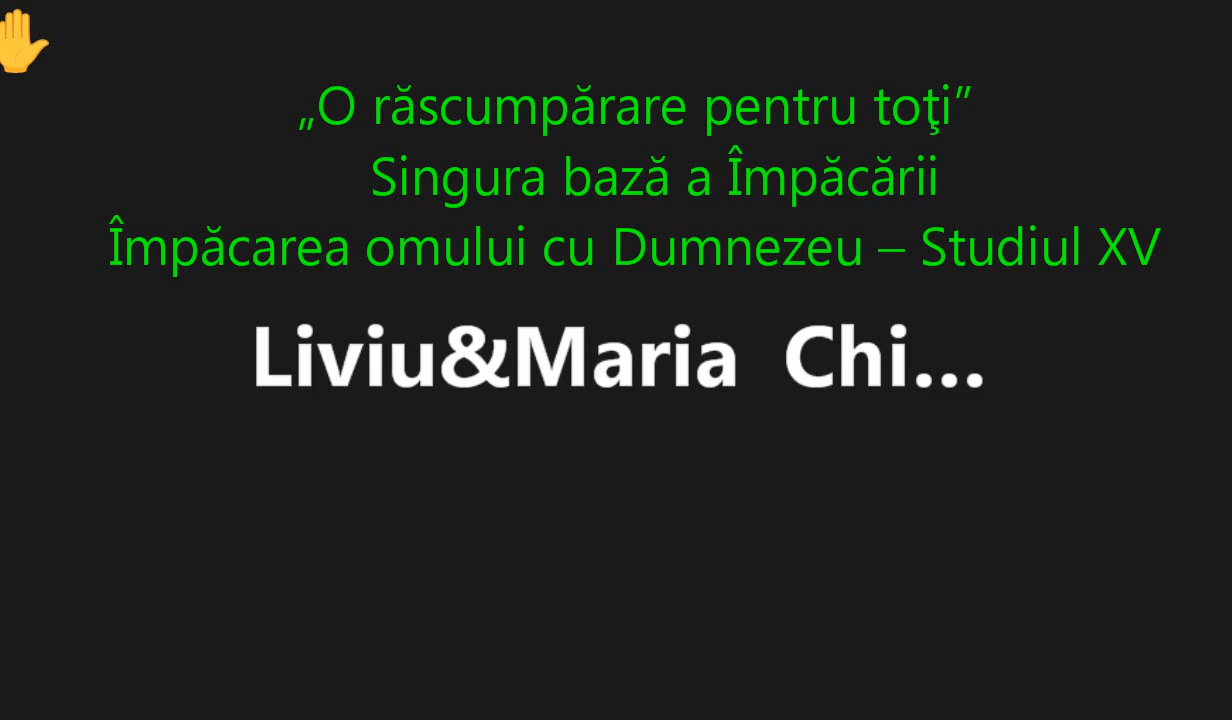 „O răscumpărare pentru toţi”
Singura bază a Împăcării
Împăcarea omului cu Dumnezeu – Studiul XV
Liviu&Maria Chi...